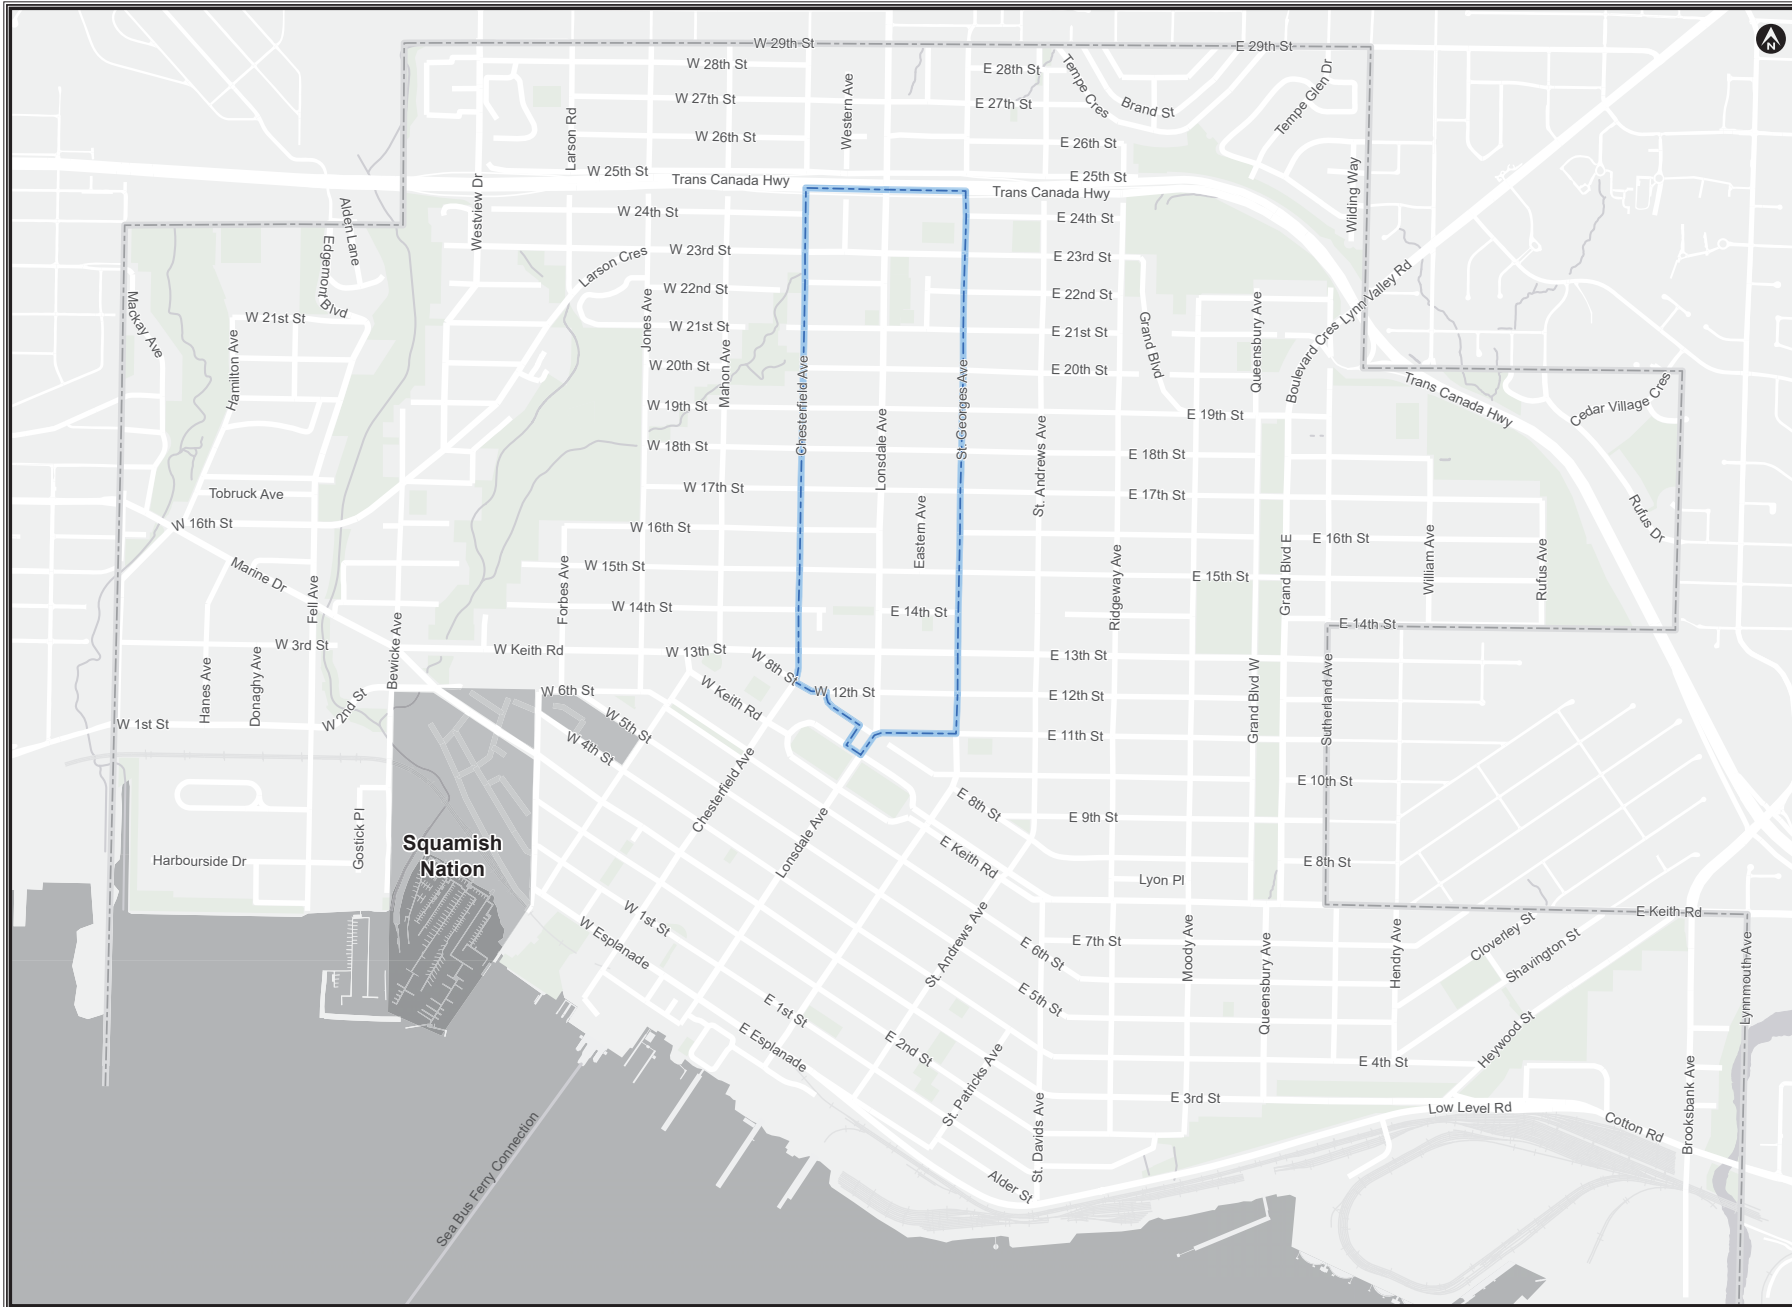 W 29th St
E 29th St
N
W 28th St
E 28th St
Tempe Cres
Tempe Glen Dr
W 27th St
Western Ave
E 27th St
Brand St
Larson Rd
W 26th St
E 26th St
W 25th St
Trans Canada Hwy
E 25th St
Trans Canada Hwy
Wilding Way
Westview Dr
Alden Lane
W 24th St
E 24th St
Edgemont Blvd
W 23rd St
E 23rd St
Larson Cres
Lynn Valley Rd
W 22nd St
E 22nd St
Mackay Ave
W 21st St
Jones Ave
W 21st St
E 21st St
Grand Blvd
Queensbury Ave
Boulevard Cres
Hamilton Ave
W 20th St
Mahon Ave
Chesterfield Ave
St. Georges Ave
E 20th St
Trans Canada Hwy
Cedar Village Cres
W 19th St
Lonsdale Ave
E 19th St
W 18th St
St. Andrews Ave
E 18th St
Tobruck Ave
W 17th St
E 17th St
W 16th St
W 16th St
Eastern Ave
E 16th St
Rufus Dr
Marine Dr
Fell Ave
Forbes Ave
W 15th St
Ridgeway Ave
E 15th St
Grand Blvd E
William Ave
Rufus Ave
W 14th St
E 14th St
E 14th St
Bewicke Ave
W 3rd St
W Keith Rd
W 13th St
W 8th St
E 13th St
Hanes Ave
Donaghy Ave
W 2nd St
W 6th St
W Keith Rd
W 12th St
E 12th St
Grand Blvd W
Sutherland Ave
W 1st St
W 5th St
W 4th St
E 11th St
Chesterfield Ave
E 10th St
Gostick Pl
Lonsdale Ave
E 8th St
E 9th St
Squamish
Nation
Harbourside Dr
E Keith Rd
E 8th St
Lyon Pl
W 1st St
W Esplanade
St. Andrews Ave
E 6th St
E 7th St
Moody Ave
Queensbury Ave
Hendry Ave
Cloverley St
Shavington St
E Keith Rd
Lynnmouth Ave
E 1st St
E 5th St
E Esplanade
E 2nd St
St. Patricks Ave
E 4th St
Heywood St
Brooksbank Ave
St. Davids Ave
E 3rd St
Low Level Rd
Cotton Rd
Alder St
Sea Bus Ferry Connection